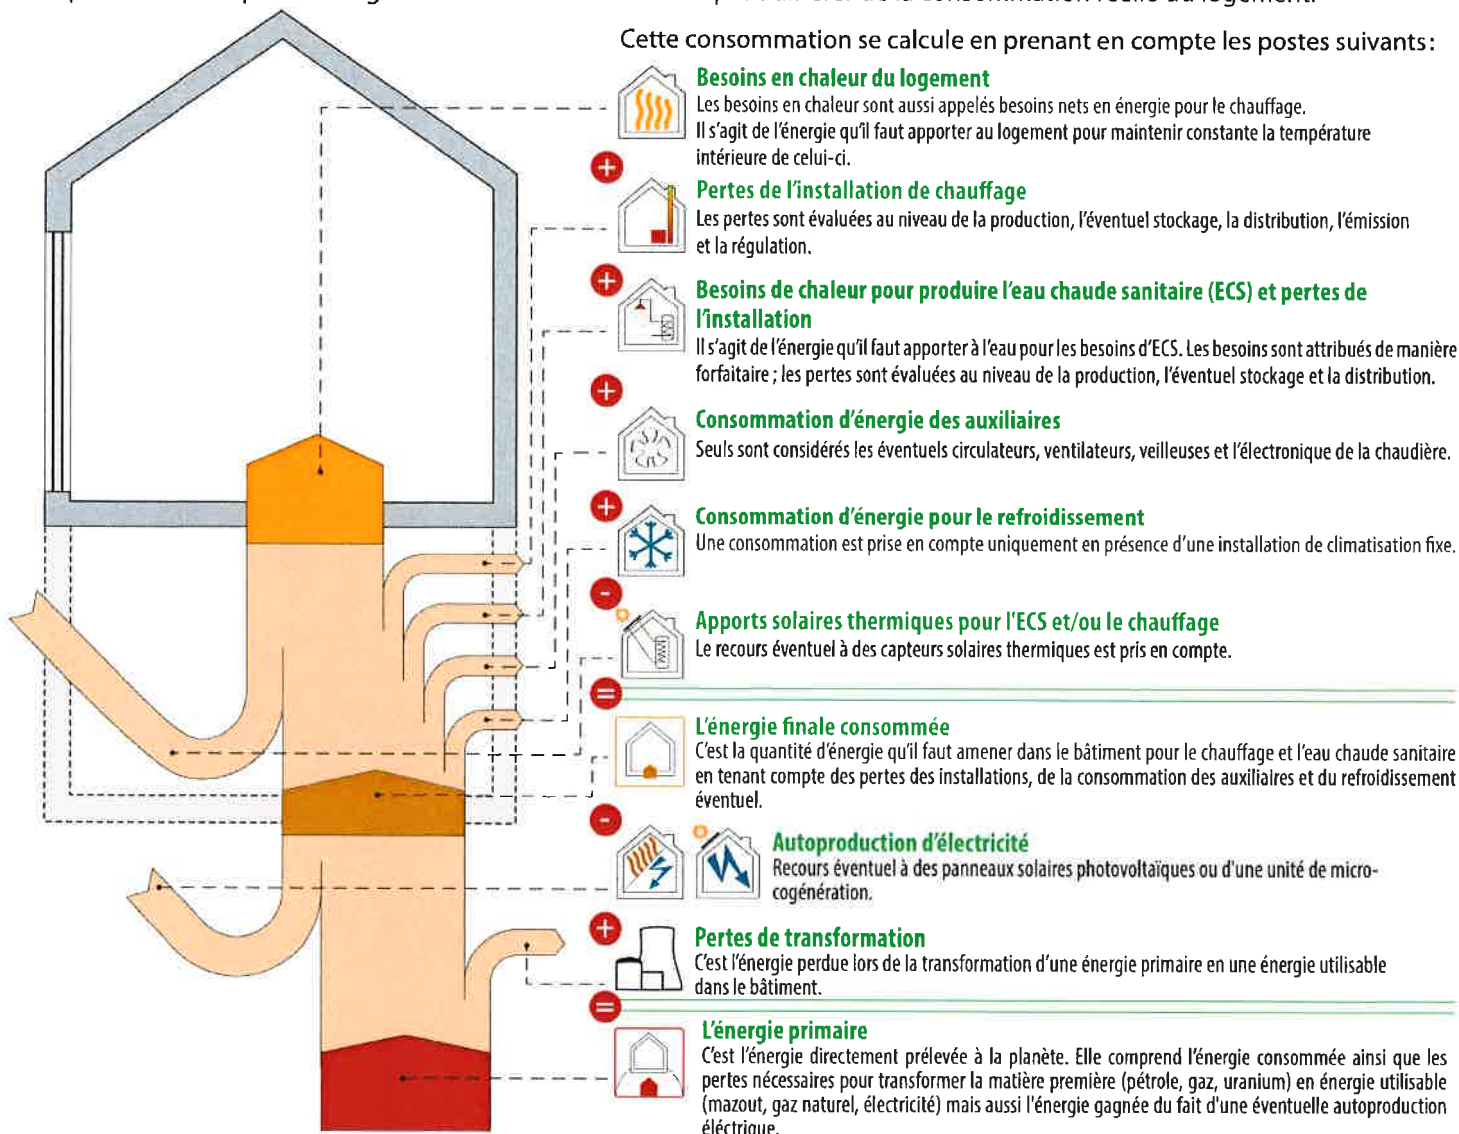 Cette consommation se calcule en prenant en compte les postes suivants:
Besoins en chaleur du logement
Les besoins en chaleur sont aussi appelés besoins nets en énergie pour le chauffage.
Il s'agit de l'énergie qu'il faut apporter au logement pour maintenir constante la température
intérieure de celui-ci.
+
Pertes de l'installation de chauffage
Les pertes sont évaluées au niveau de la production, l'éventuel stockage, la distribution, l'émission
et la régulation.
+
Besoins de chaleur pour produire l'eau chaude sanitaire (ECS) et pertes de
l'installation
Il s'agit de l'énergie qu'il faut apporter à l'eau pour les besoins d'ECS. Les besoins sont attribués de manière
forfaitaire ; les pertes sont évaluées au niveau de la production, l'éventuel stockage et la distribution.
+
Consommation d'énergie des auxiliaires
Seuls sont considérés les éventuels circulateurs, ventilateurs, veilleuses et l'électronique de la chaudière.
+
Consommation d'énergie pour le refroidissement
Une consommation est prise en compte uniquement en présence d'une installation de climatisation fixe.
-
Apports solaires thermiques pour l'ECS et/ou le chauffage
Le recours éventuel à des capteurs solaires thermiques est pris en compte.
=
L'énergie finale consommée
C'est la quantité d'énergie qu'il faut amener dans le bâtiment pour le chauffage et l'eau chaude sanitaire
en tenant compte des pertes des installations, de la consommation des auxiliaires et du refroidissement
éventuel.
-
Autoproduction d'électricité
Recours éventuel à des panneaux solaires photovoltaïques ou d'une unité de micro-
cogénération.
+
Pertes de transformation
C'est l'énergie perdue lors de la transformation d'une énergie primaire en une énergie utilisable
dans le bâtiment.
=
L'énergie primaire
C'est l'énergie directement prélevée à la planète. Elle comprend l'énergie consommée ainsi que les
pertes nécessaires pour transformer la matière première (pétrole, gaz, uranium) en énergie utilisable
(mazout, gaz naturel, électricité) mais aussi l'énergie gagnée du fait d'une éventuelle autoproduction
éléctrique.